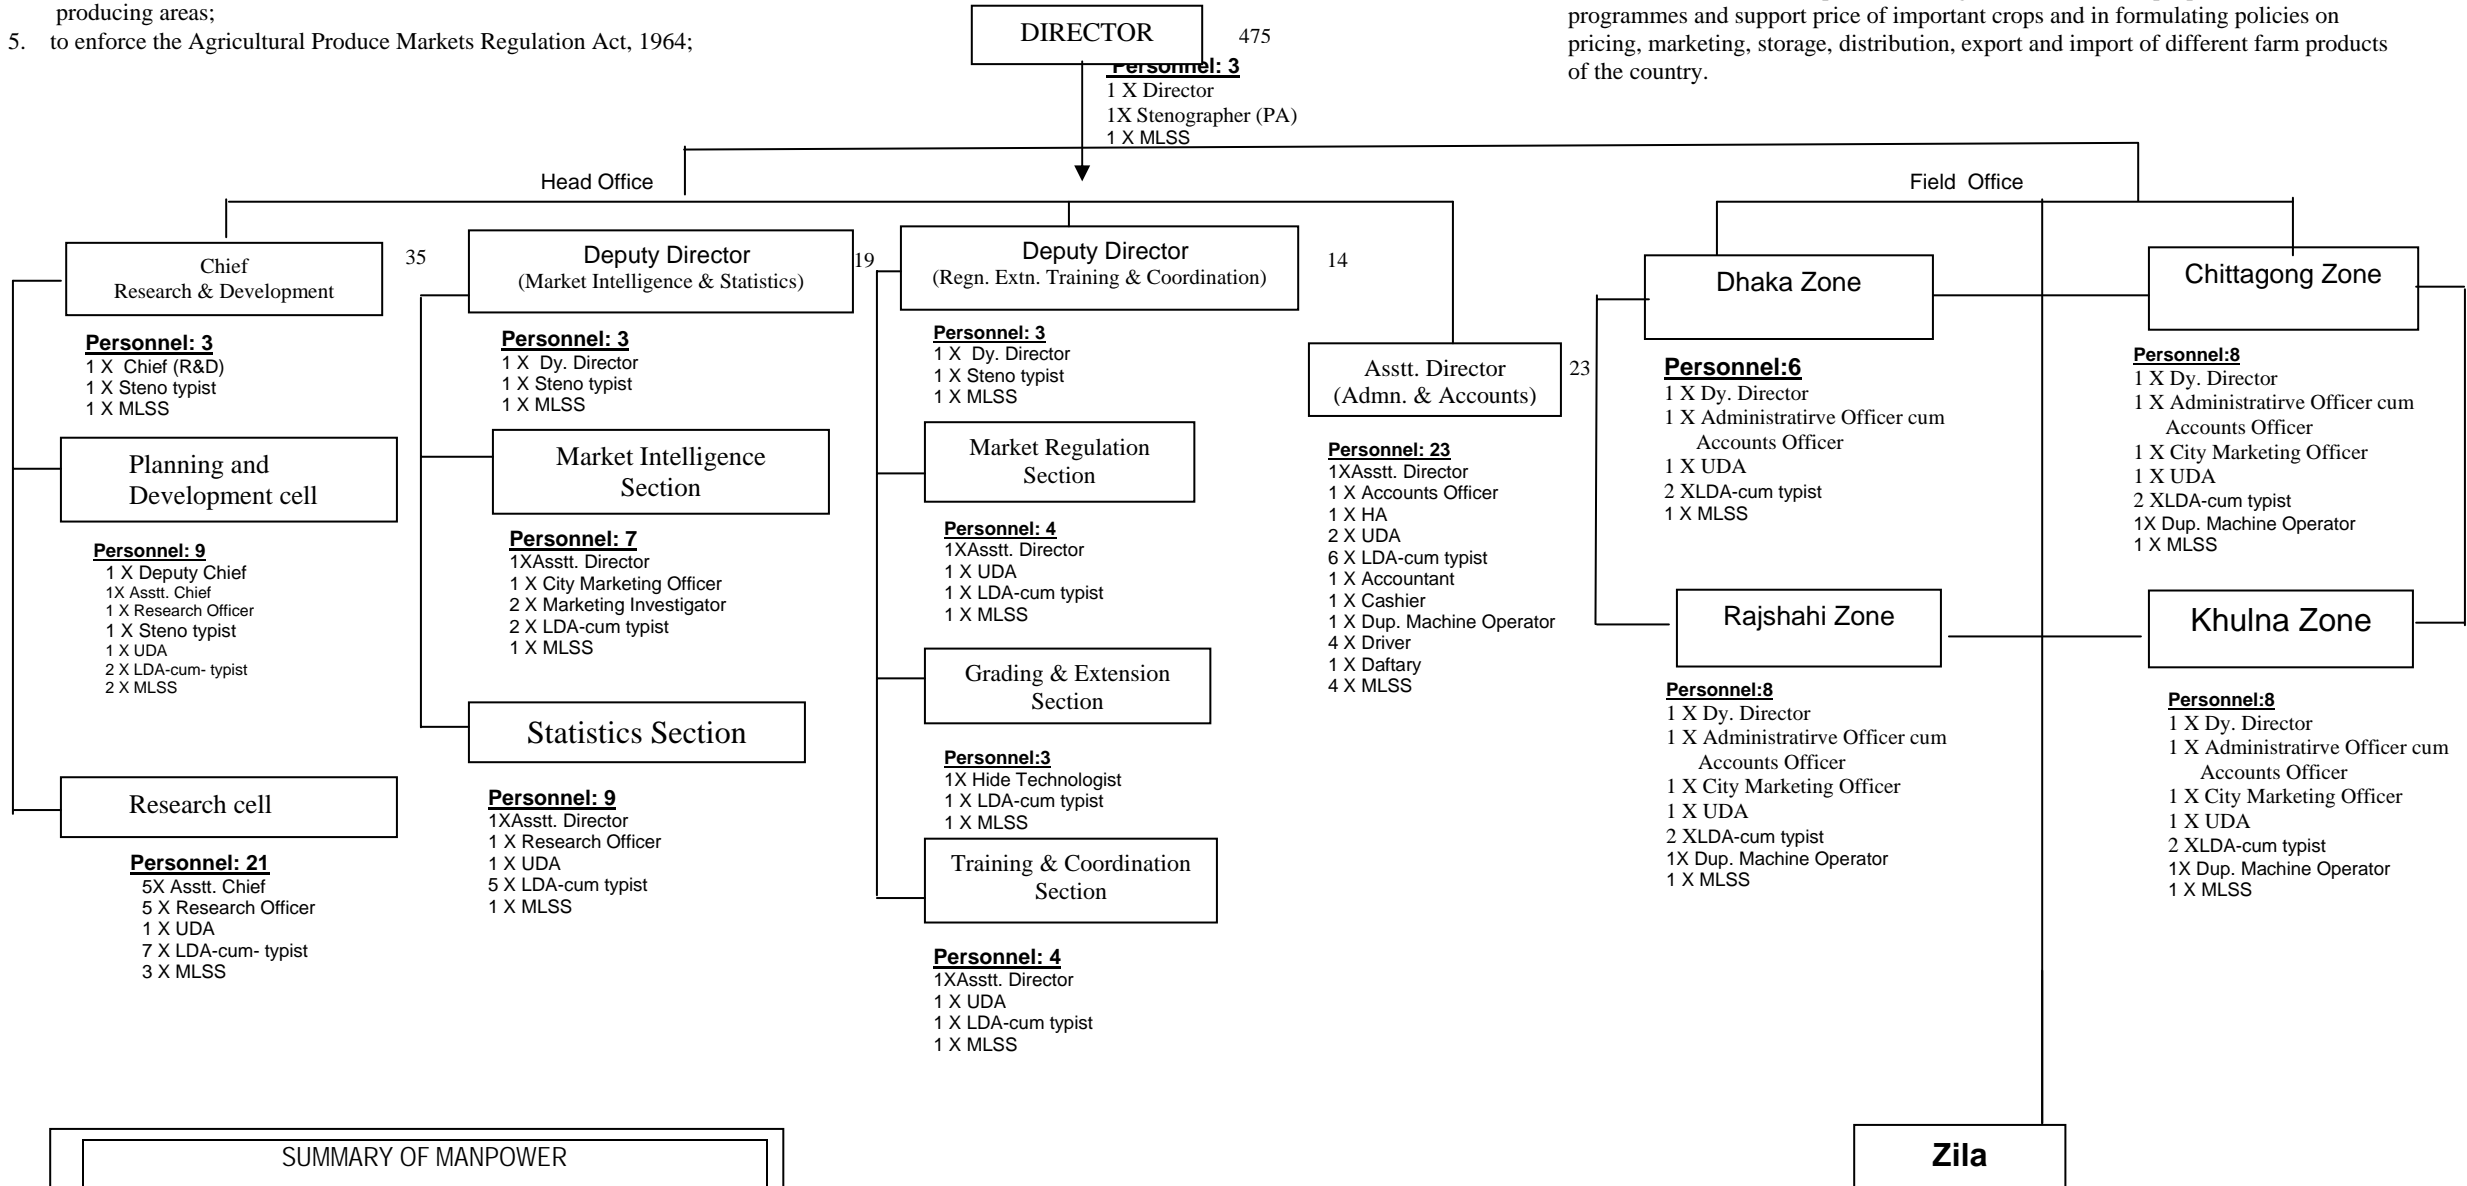 producing areas;
5. to enforce the Agricultural Produce Markets Regulation Act, 1964;
programmes and support price of important crops and in formulating policies on
pricing, marketing, storage, distribution, export and import of different farm products
of the country.
DIRECTOR
475
Personnel: 3
1 X Director
1X Stenographer (PA)
1 X MLSS
Head Office
Field Office
Chief
Research & Development
35
Personnel: 3
1 X Chief (R&D)
1 X Steno typist
1 X MLSS
Planning and
Development cell
Personnel: 9
1 X Deputy Chief
1X Asstt. Chief
1 X Research Officer
1 X Steno typist
1 X UDA
2 X LDA-cum- typist
2 X MLSS
Research cell
Personnel: 21
5X Asstt. Chief
5 X Research Officer
1 X UDA
7 X LDA-cum- typist
3 X MLSS
Deputy Director
(Market Intelligence & Statistics)
19
Personnel: 3
1 X Dy. Director
1 X Steno typist
1 X MLSS
Market Intelligence
Section
Personnel: 7
1XAsstt. Director
1 X City Marketing Officer
2 X Marketing Investigator
2 X LDA-cum typist
1 X MLSS
Statistics Section
Personnel: 9
1XAsstt. Director
1 X Research Officer
1 X UDA
5 X LDA-cum typist
1 X MLSS
Deputy Director
(Regn. Extn. Training & Coordination)
14
Personnel: 3
1 X Dy. Director
1 X Steno typist
1 X MLSS
Market Regulation
Section
Personnel: 4
1XAsstt. Director
1 X UDA
1 X LDA-cum typist
1 X MLSS
Grading & Extension
Section
Personnel:3
1X Hide Technologist
1 X LDA-cum typist
1 X MLSS
Training & Coordination
Section
Personnel: 4
1XAsstt. Director
1 X UDA
1 X LDA-cum typist
1 X MLSS
Asstt. Director
(Admn. & Accounts)
23
Personnel: 23
1XAsstt. Director
1 X Accounts Officer
1 X HA
2 X UDA
6 X LDA-cum typist
1 X Accountant
1 X Cashier
1 X Dup. Machine Operator
4 X Driver
1 X Daftary
4 X MLSS
Dhaka Zone
Personnel:6
1 X Dy. Director
1 X Administratirve Officer cum
Accounts Officer
1 X UDA
2 XLDA-cum typist
1 X MLSS
Chittagong Zone
Personnel:8
1 X Dy. Director
1 X Administratirve Officer cum
Accounts Officer
1 X City Marketing Officer
1 X UDA
2 XLDA-cum typist
1X Dup. Machine Operator
1 X MLSS
Rajshahi Zone
Personnel:8
1 X Dy. Director
1 X Administratirve Officer cum
Accounts Officer
1 X City Marketing Officer
1 X UDA
2 XLDA-cum typist
1X Dup. Machine Operator
1 X MLSS
Khulna Zone
Personnel:8
1 X Dy. Director
1 X Administratirve Officer cum
Accounts Officer
1 X City Marketing Officer
1 X UDA
2 XLDA-cum typist
1X Dup. Machine Operator
1 X MLSS
SUMMARY OF MANPOWER
Zila